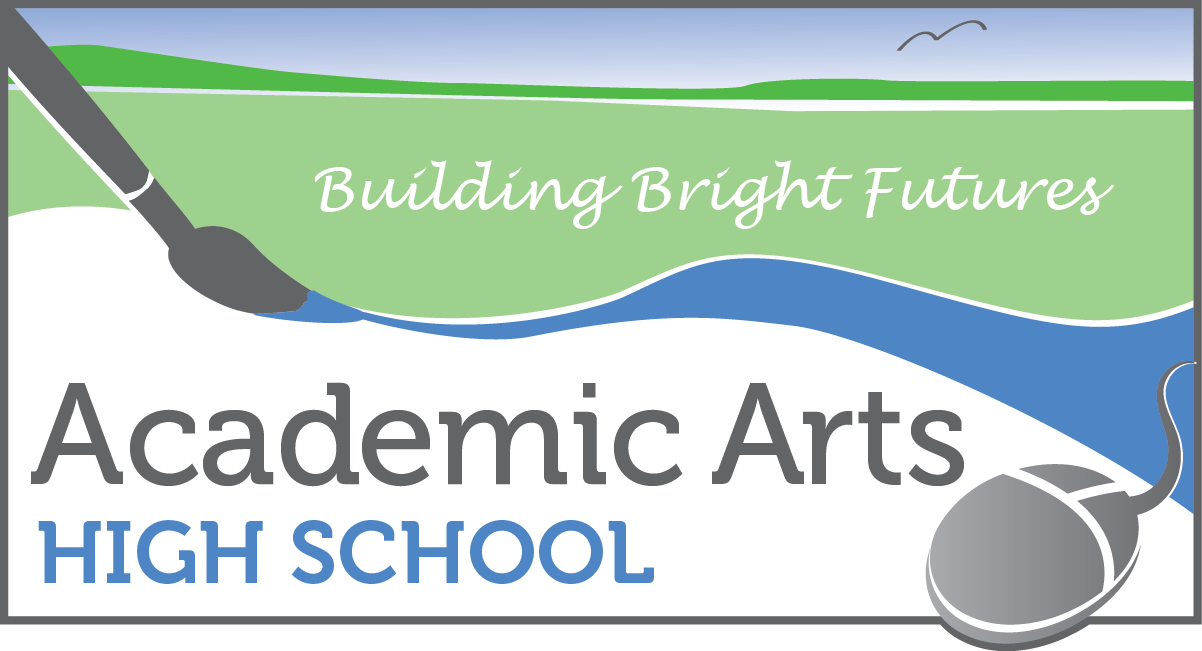 Building Bright Futures
Academic Arts
HIGH SCHOOL